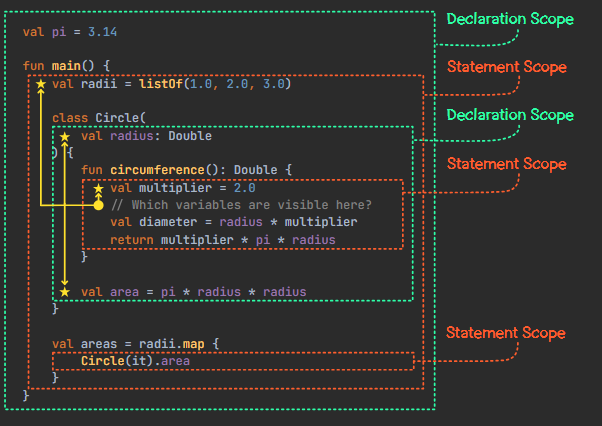 Declaration Scope
val pi = 3.14
fun main() {
Statement Scope
val radii = listOf(1.0, 2.0, 3.0)
class Circle(
Declaration Scope
val radius: Double
) {
fun circumference(): Double {
Statement Scope
val multiplier = 2.0
// Which variables are visible here?
val diameter = radius * multiplier
return multiplier * pi * radius
}
val area = pi * radius * radius
}
Statement Scope
val areas = radii.map {
Circle(it).area
}
}